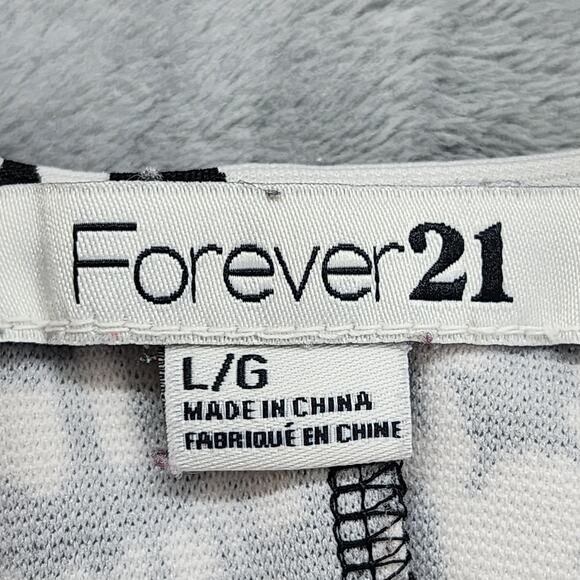 Forever21
L/G
MADE IN CHINA
FABRIQUÉ EN CHINE